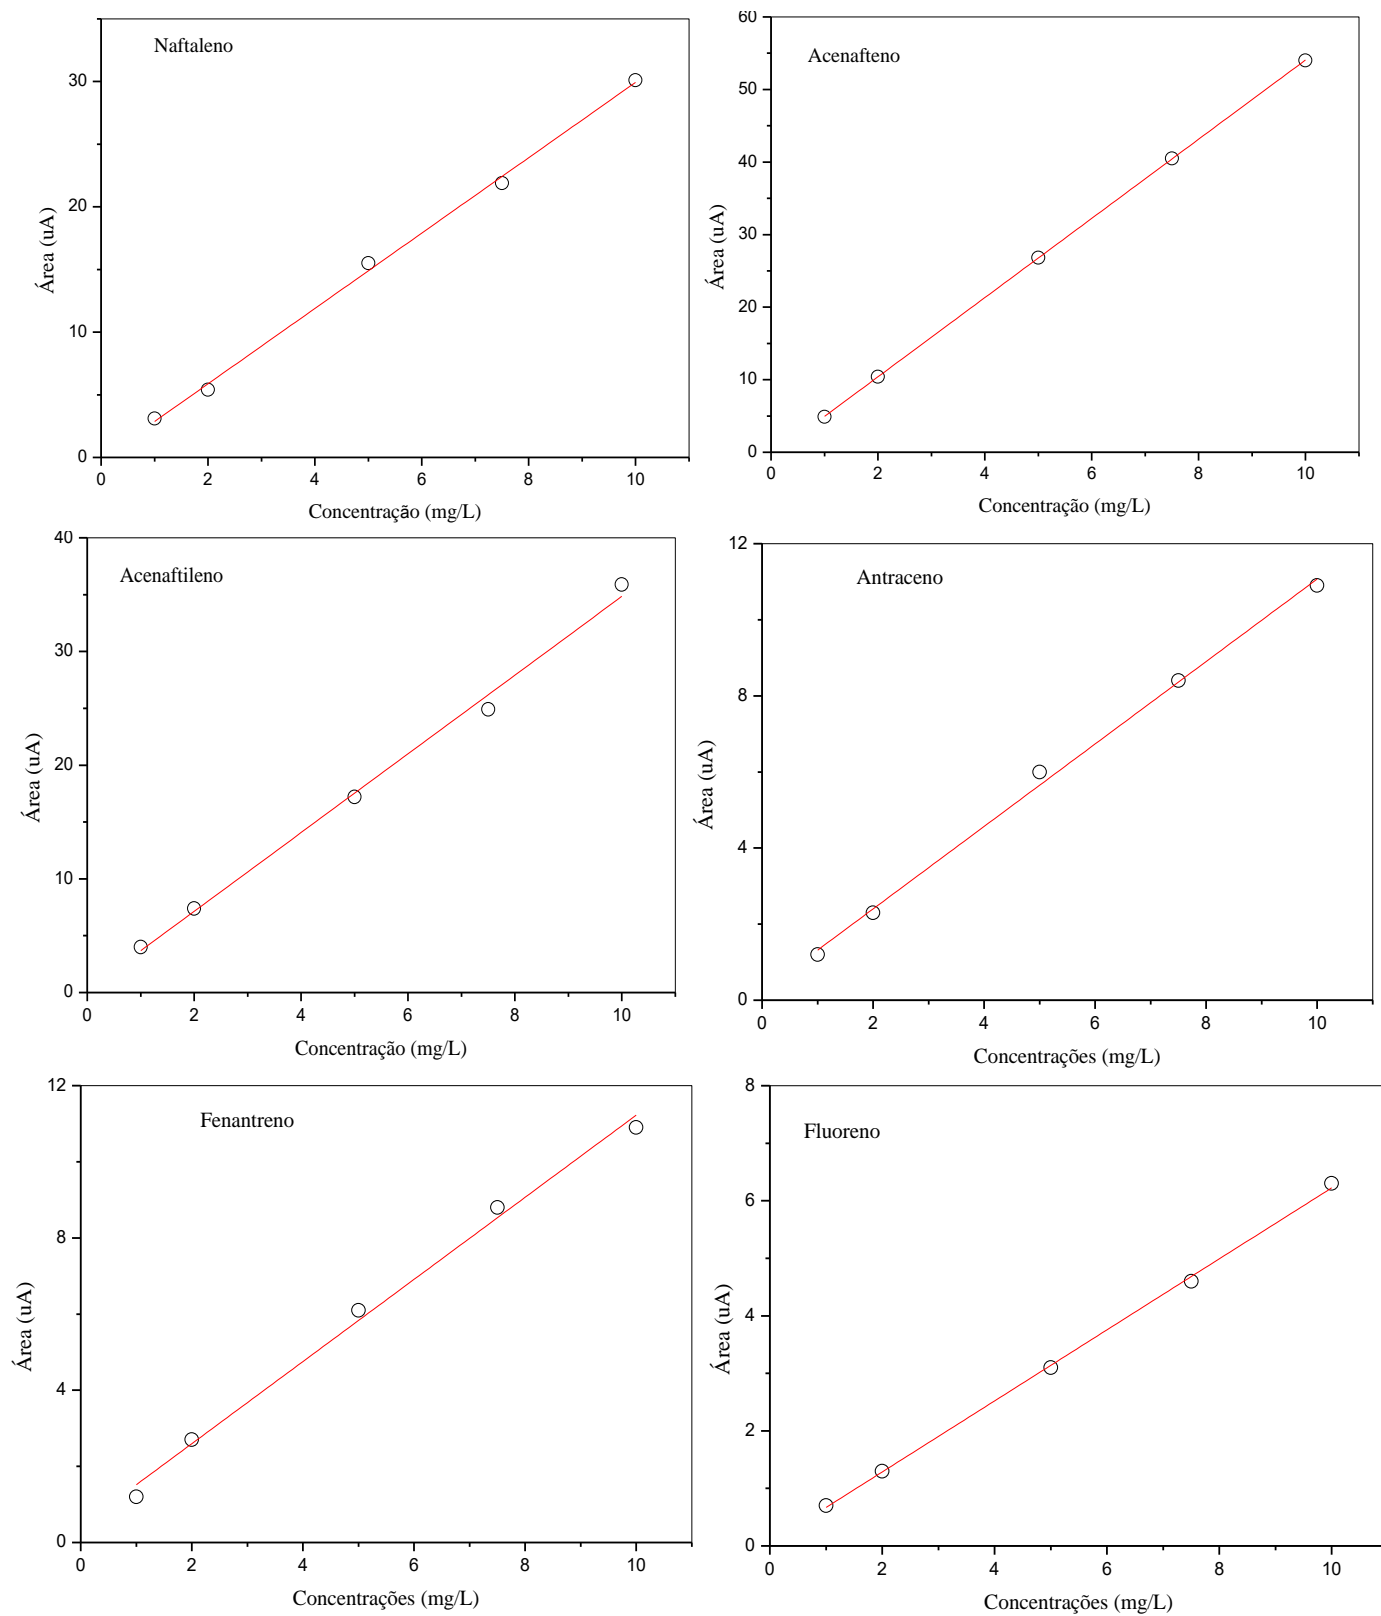 Naftaleno
30
20
10
0
0 2 4 6 8 10
Área (uA)
Concentração (mg/L)
Acenafteno
60
50
40
30
20
10
0
0 2 4 6 8 10
Área (uA)
Concentração (mg/L)
Acenaftileno
40
30
20
10
0
0 2 4 6 8 10
Área (uA)
Concentração (mg/L)
Antraceno
12
8
4
0
0 2 4 6 8 10
Área (uA)
Concentrações (mg/L)
Fenantreno
12
8
4
0
0 2 4 6 8 10
Área (uA)
Concentrações (mg/L)
Fluoreno
8
6
4
2
0
0 2 4 6 8 10
Área (uA)
Concentrações (mg/L)